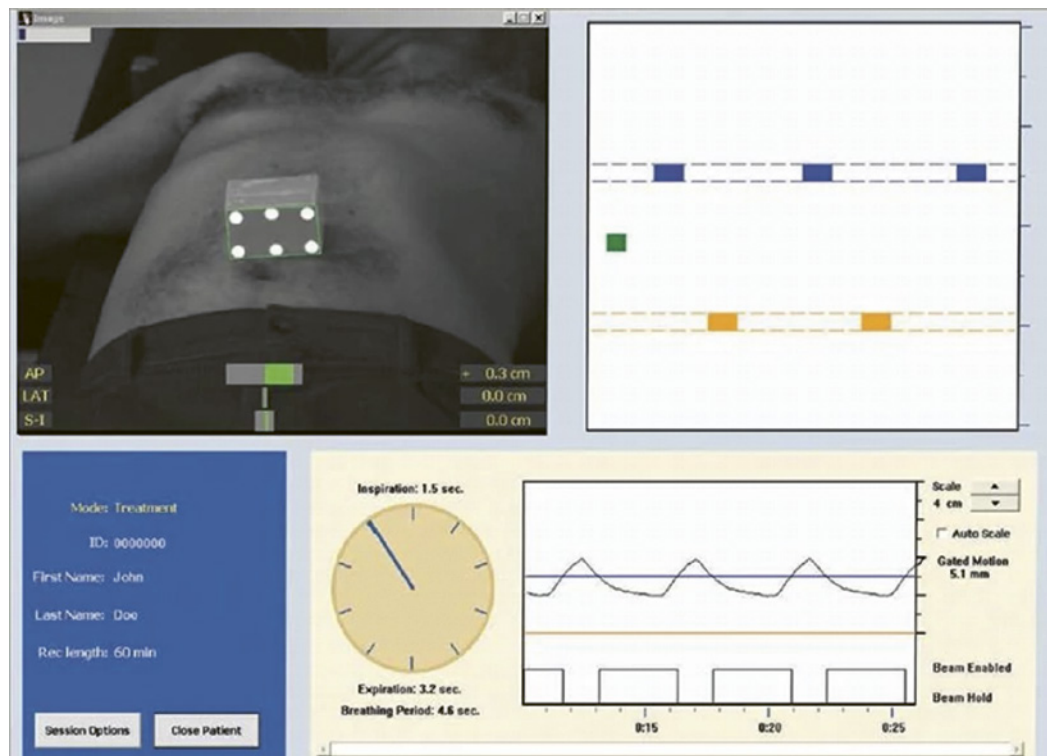 Image
AP
+ 0.3 cm
LAT
0.0 cm
S-I
0.0 cm
Mode: Treatment
ID: 0000000
First Name: John
Last Name: Doe
Rec length: 60 min
Session Options
Close Patient
Inspiration: 1.5 sec.
Expiration: 3.2 sec.
Breathing Period: 4.6 sec.
Scale
4 cm
Auto Scale
Gated Motion
5.1 mm
Beam Enabled
Beam Hold
0:15
0:20
0:25